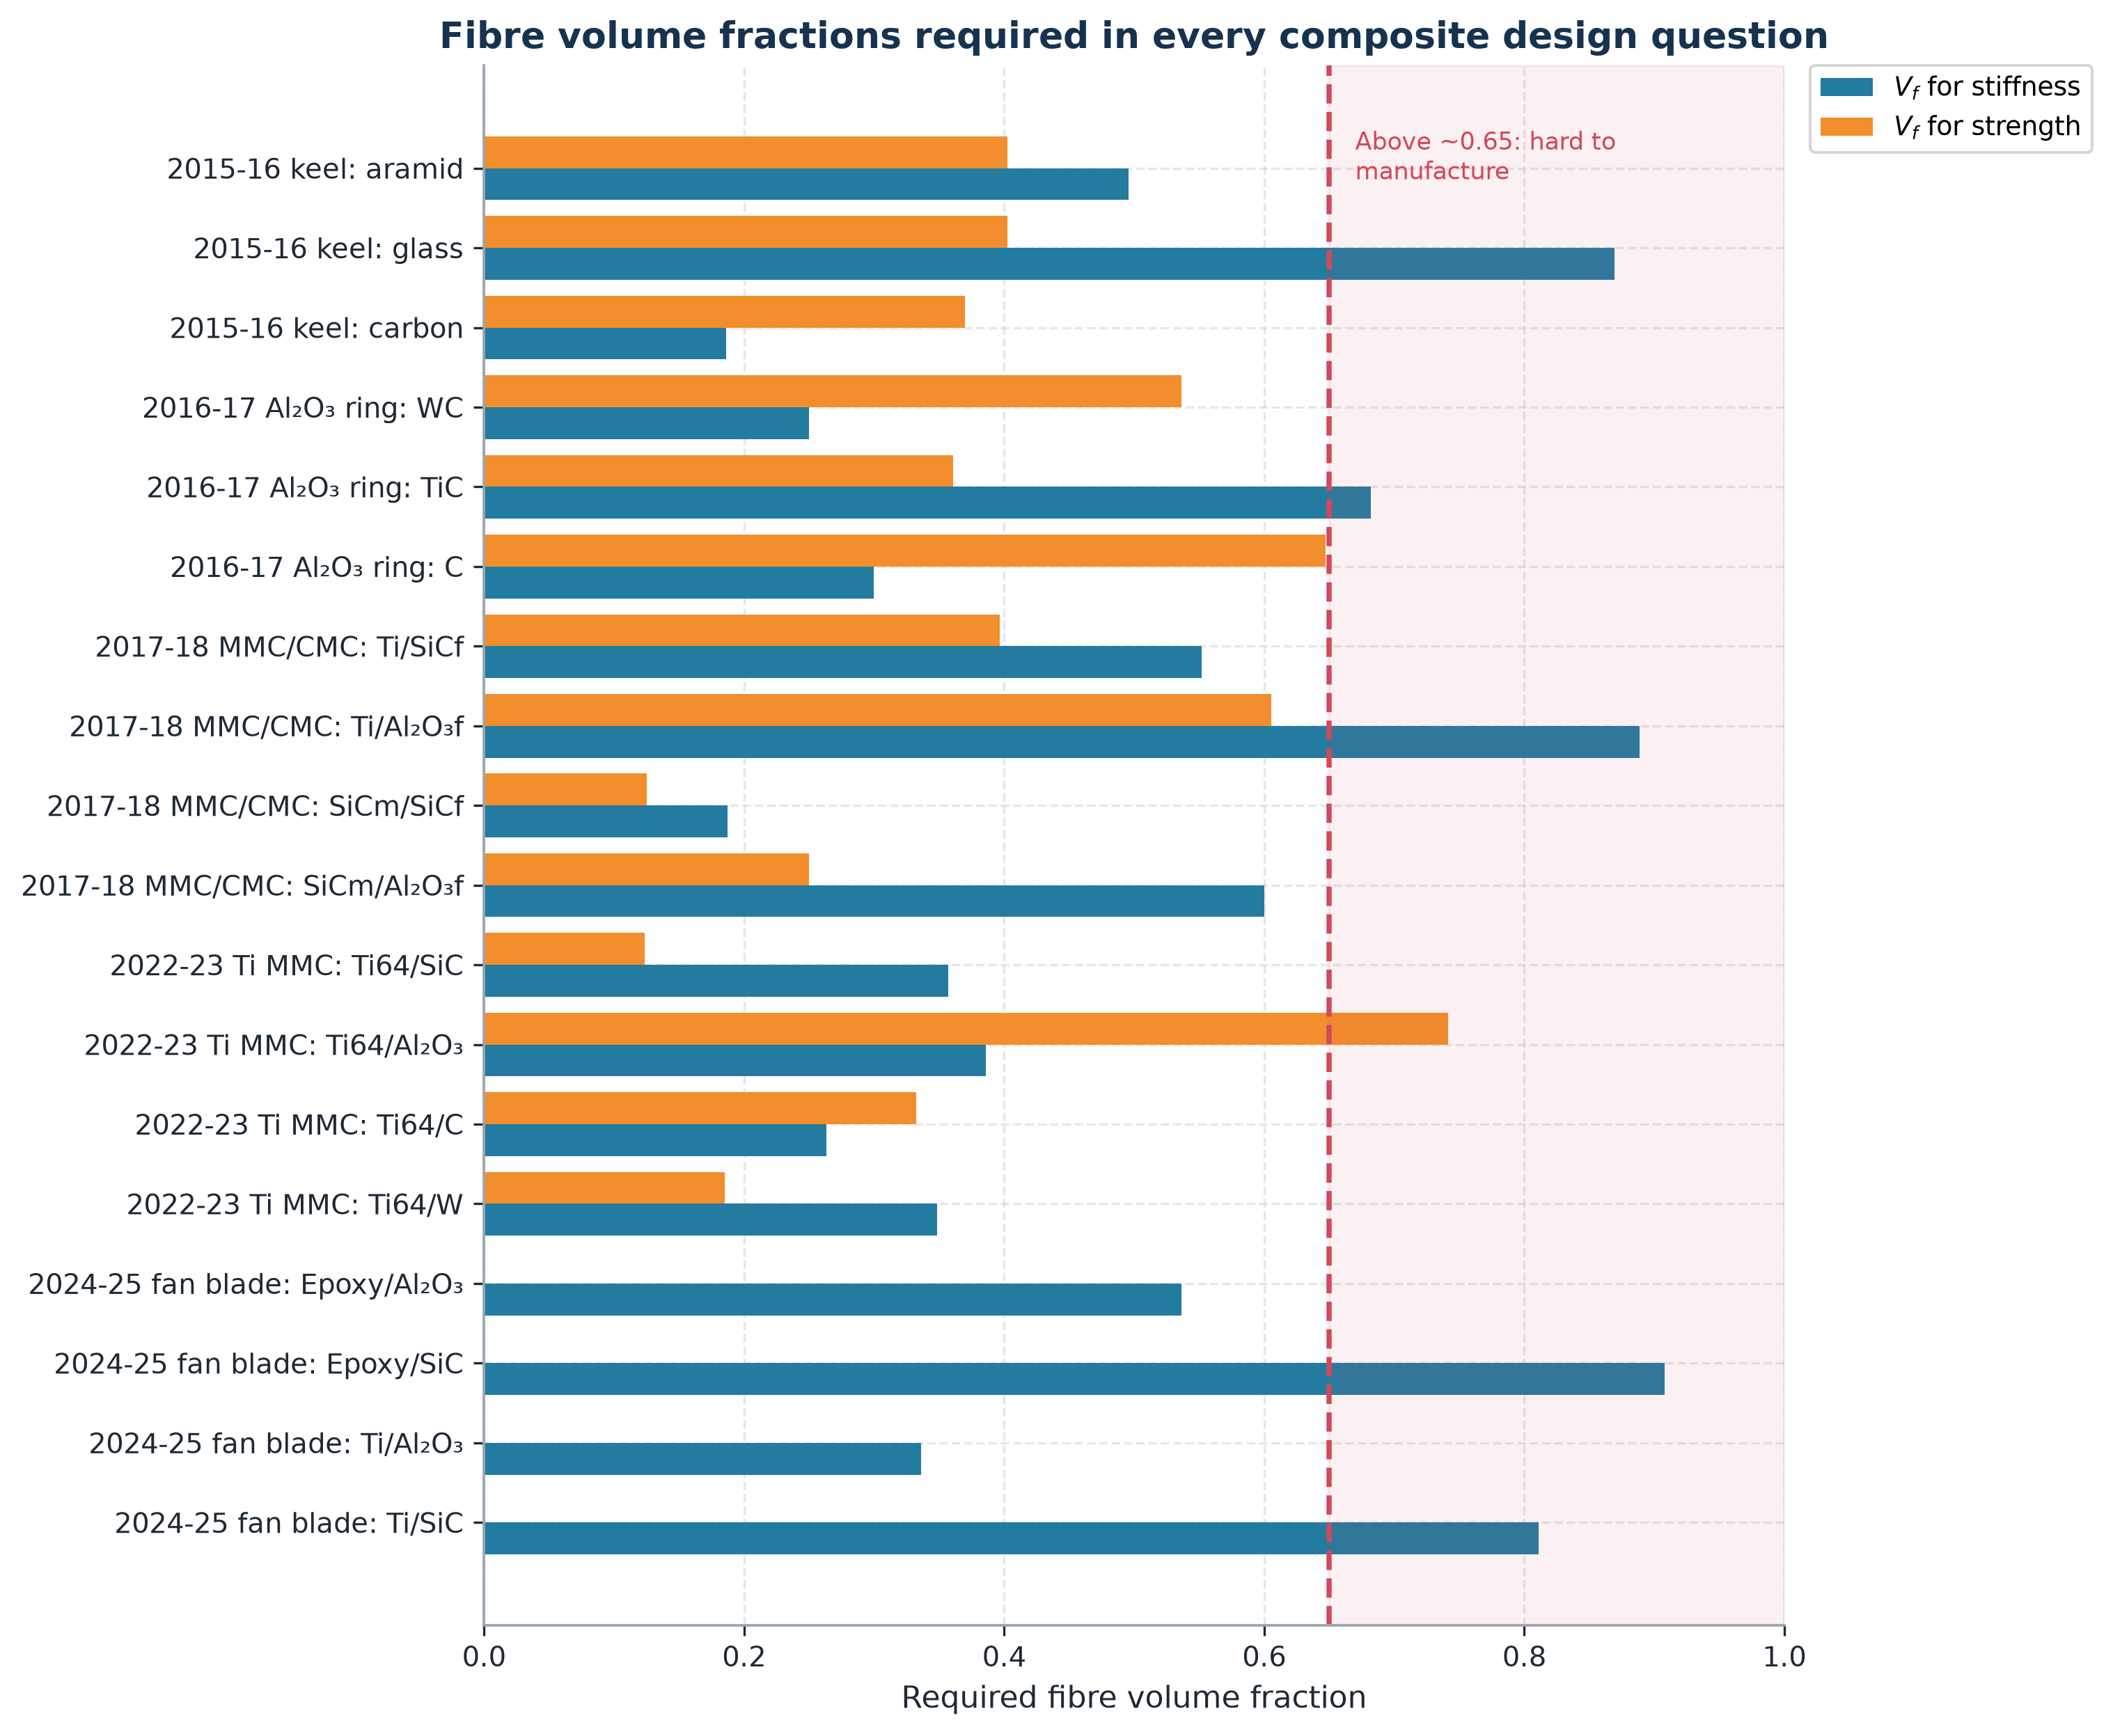 Fibre volume fractions required in every composite design question
V_f for stiffness
V_f for strength
Above ~0.65: hard to
manufacture
2015-16 keel: aramid
2015-16 keel: glass
2015-16 keel: carbon
2016-17 Al₂O₃ ring: WC
2016-17 Al₂O₃ ring: TiC
2016-17 Al₂O₃ ring: C
2017-18 MMC/CMC: Ti/SiCf
2017-18 MMC/CMC: Ti/Al₂O₃f
2017-18 MMC/CMC: SiCm/SiCf
2017-18 MMC/CMC: SiCm/Al₂O₃f
2022-23 Ti MMC: Ti64/SiC
2022-23 Ti MMC: Ti64/Al₂O₃
2022-23 Ti MMC: Ti64/C
2022-23 Ti MMC: Ti64/W
2024-25 fan blade: Epoxy/Al₂O₃
2024-25 fan blade: Epoxy/SiC
2024-25 fan blade: Ti/Al₂O₃
2024-25 fan blade: Ti/SiC
0.0 0.2 0.4 0.6 0.8 1.0
Required fibre volume fraction